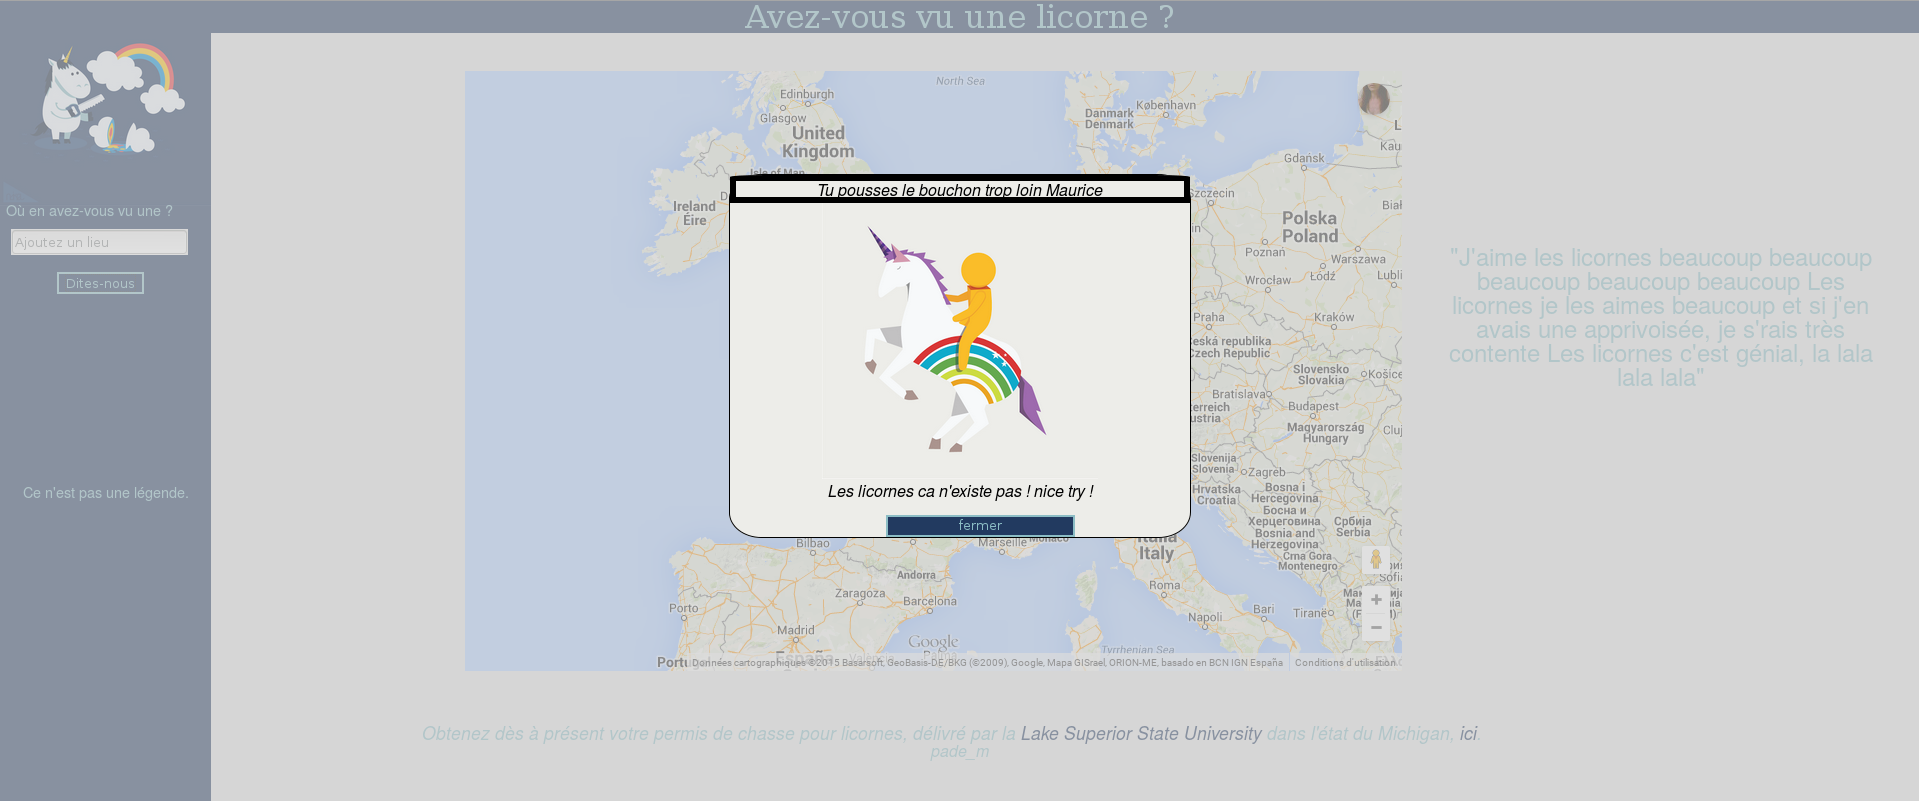 Avez-vous vu une licorne ?
Où en avez-vous vu une ?
Ajoutez un lieu
Dites-nous
Ce n'est pas une légende.
North Sea
Edinburgh
Glasgow
United
Kingdom
Isle of Man
Ireland
Éire
København
Danmark
Denmark
Gdańsk
Kau
Szczecin
Polska
Poland
Biał
Poznań
Warszawa
Łódź
Lubli
Wrocław
Praha
Kraków
Česká republika
Czech Republic
Slovensko
Slovakia
Košice
Bratislava
Budapest
Magyarország
Hungary
Cluj
Slovenija
Slovenia
Zagreb
Hrvatska
Croatia
Bosna i
Hercegovina
Босна и
Херцеговина
Bosnia and
Herzegovina
Србија
Serbia
Crna Gora
Montenegro
Sofia
Italia
Italy
Bilbao
Marseille
Monaco
Andorra
Zaragoza
Barcelona
Porto
Madrid
España
Portu
Valencia
Roma
Napoli
Bari
Tiranë
Tyrrhenian Sea
Google
Données cartographiques ©2015 Basarsoft, GeoBasis-DE/BKG (©2009), Google, Mapa GISrael, ORION-ME, basado en BCN IGN España
Conditions d'utilisation
Tu pousses le bouchon trop loin Maurice
Les licornes ca n'existe pas ! nice try !
fermer
"J'aime les licornes beaucoup beaucoup
beaucoup beaucoup beaucoup Les
licornes je les aimes beaucoup et si j'en
avais une apprivoisée, je s'rais très
contente Les licornes c'est génial, la lala
lala lala"
Obtenez dès à présent votre permis de chasse pour licornes, délivré par la Lake Superior State University dans l'état du Michigan, ici.
pade_m